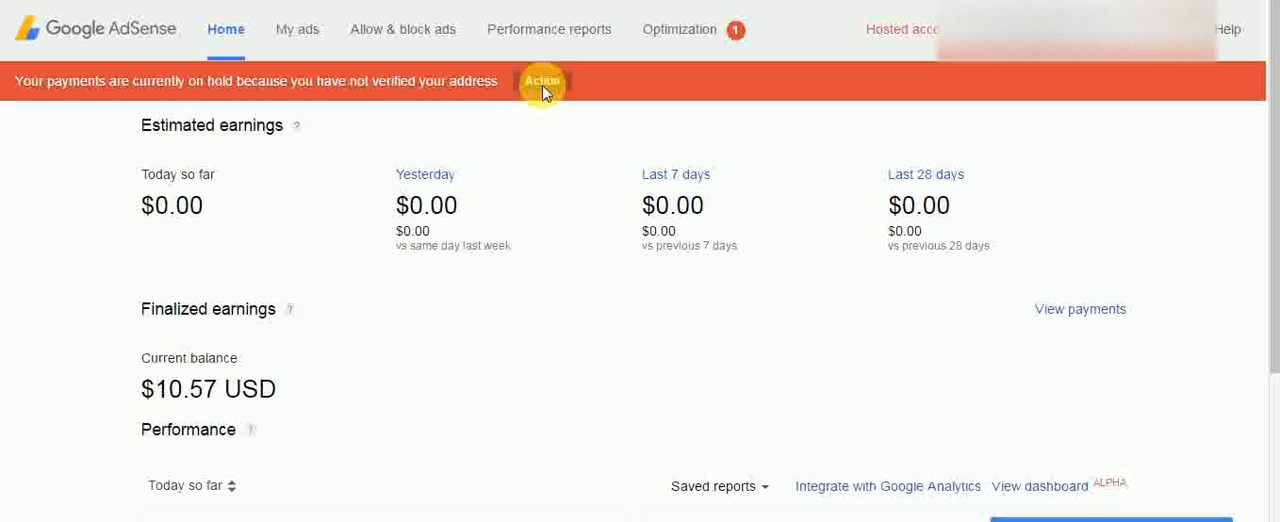 Google AdSense Home My ads Allow & block ads Performance reports Optimization 1 Hosted acco Help
Your payments are currently on hold because you have not verified your address Action
Estimated earnings ?
Today so far Yesterday Last 7 days Last 28 days
$0.00 $0.00 $0.00 $0.00
$0.00 $0.00 $0.00
vs same day last week vs previous 7 days vs previous 28 days
Finalized earnings ? View payments
Current balance
$10.57 USD
Performance ?
Today so far Saved reports Integrate with Google Analytics View dashboard ALPHA